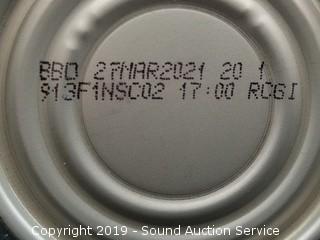 BBD 27MAR2021 20 1
913F1NSC02 17:00 RCGI
Copyright 2019 - Sound Auction Service